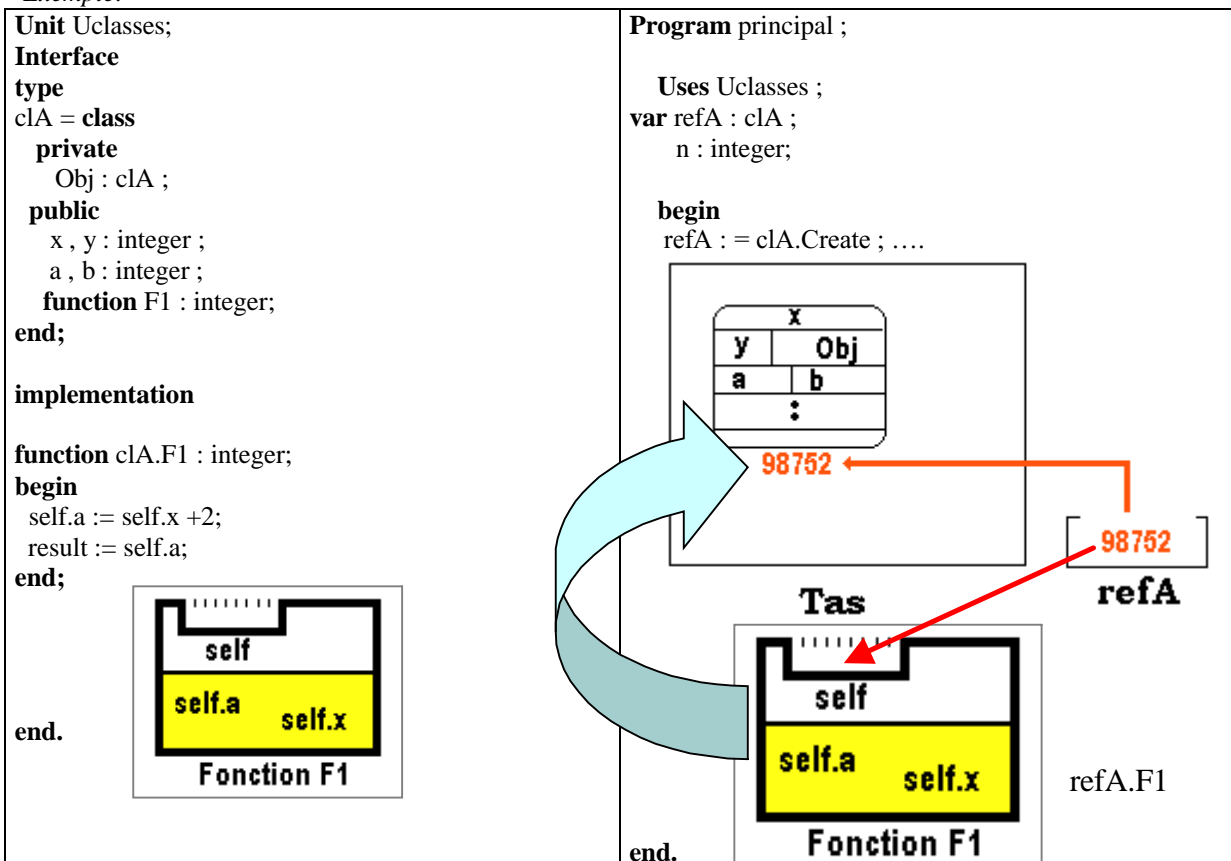 Unit Uclasses;
Interface
type
clA = class
private
Obj : clA ;
public
x , y : integer ;
a , b : integer ;
function F1 : integer;
end;
implementation
function clA.F1 : integer;
begin
self.a := self.x +2;
result := self.a;
end;
self
self.a
self.x
Fonction F1
end.
Program principal ;
Uses Uclasses ;
var refA : clA ;
n : integer;
begin
refA : = clA.Create ; ….
x
y Obj
a b
:
98752
98752
refA
Tas
self
self.a
self.x
refA.F1
Fonction F1
end.